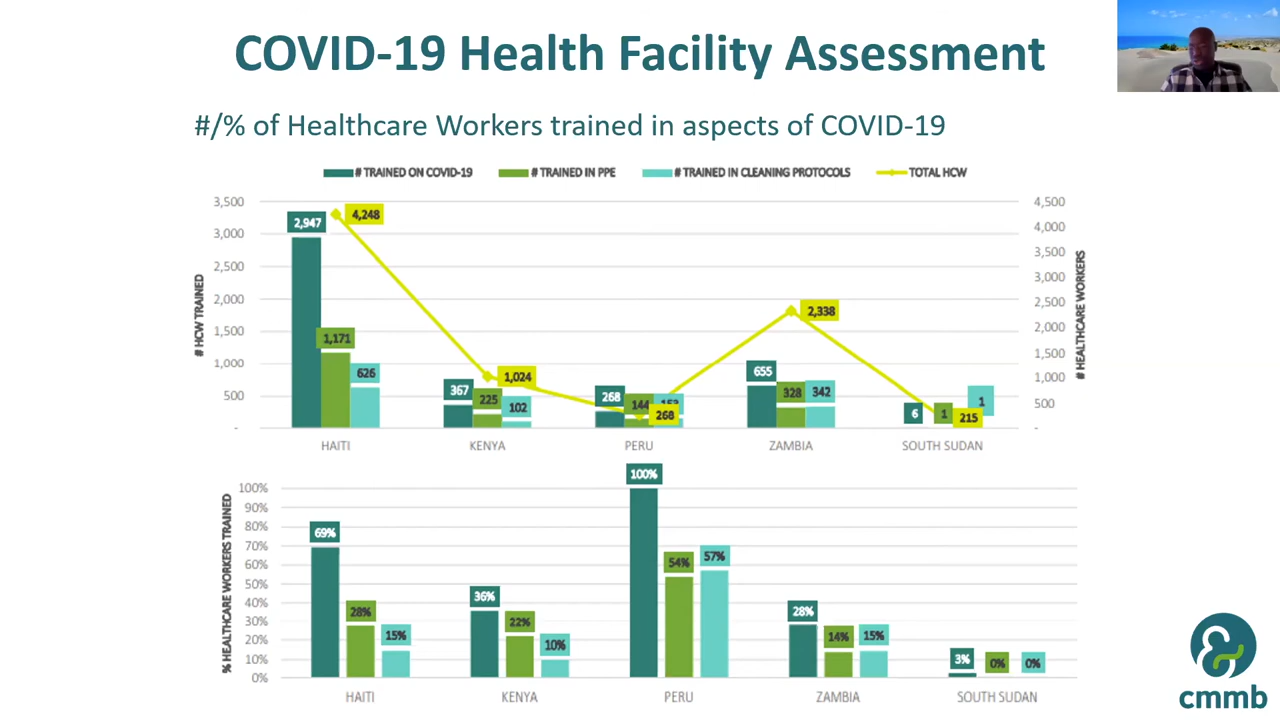 COVID-19 Health Facility Assessment
#/% of Healthcare Workers trained in aspects of COVID-19
# TRAINED ON COVID-19 # TRAINED IN PPE # TRAINED IN CLEANING PROTOCOLS TOTAL HCW
3,500 4,500
3,000 4,000
2,500 3,500
2,000 3,000
1,500 2,500
1,000 2,000
500 1,500
- 1,000
500
-
# HCW TRAINED
# HEALTHCARE WORKERS
2,947 1,171 626 4,248
367 225 102 1,024
268 144 268
655 328 342 2,338
6 1 1 215
HAITI KENYA PERU ZAMBIA SOUTH SUDAN
% HEALTHCARE WORKERS TRAINED
100%
90%
80%
70%
60%
50%
40%
30%
20%
10%
0%
69% 28% 15%
36% 22% 10%
100% 54% 57%
28% 14% 15%
3% 0% 0%
HAITI KENYA PERU ZAMBIA SOUTH SUDAN
cmmb